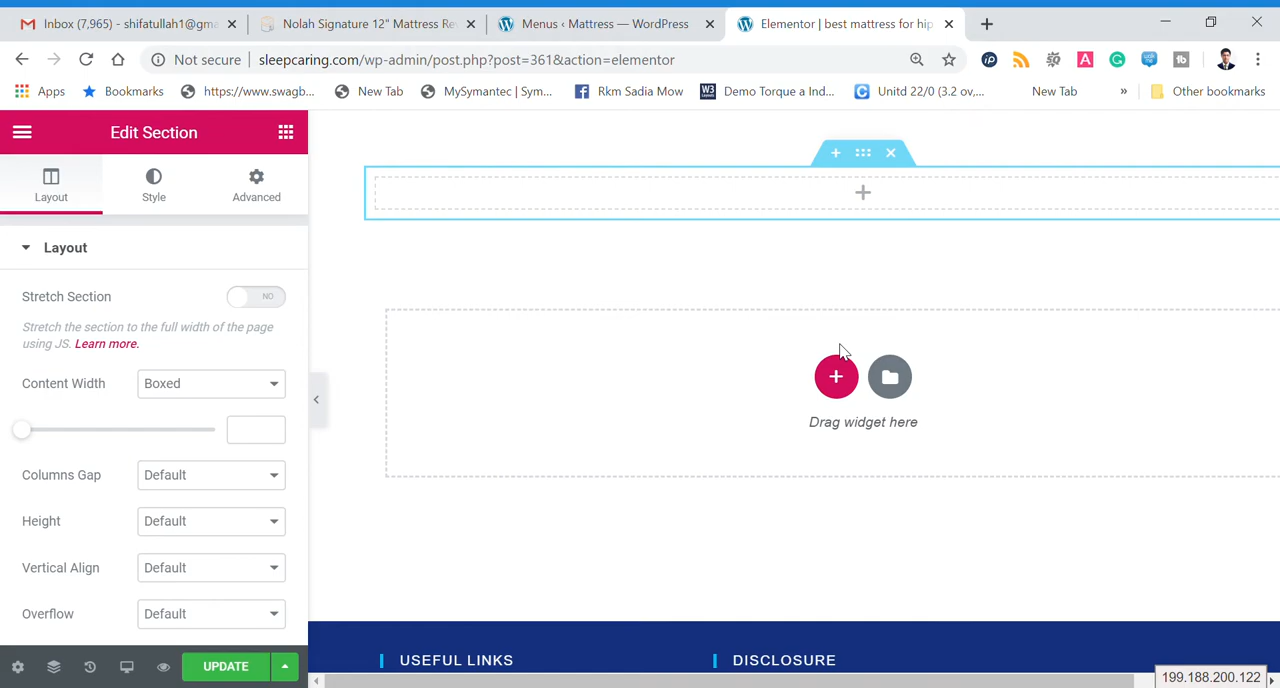 Inbox (7,965) - shifatullah1@gma
Nolah Signature 12" Mattress Re
Menus ‹ Mattress — WordPress
Elementor | best mattress for hip
Not secure
sleepcaring.com/wp-admin/post.php?post=361&action=elementor
Apps
Bookmarks
https://www.swagb...
New Tab
MySymantec | Sym...
Rkm Sadia Mow
Demo Torque a Ind...
Unitd 22/0 (3.2 ov,...
New Tab
»
Other bookmarks
Edit Section
Layout
Style
Advanced
Layout
Stretch Section
NO
Stretch the section to the full width of the page
using JS. Learn more.
Content Width
Boxed
Columns Gap
Default
Height
Default
Vertical Align
Default
Overflow
Default
UPDATE
Drag widget here
USEFUL LINKS
DISCLOSURE
199.188.200.122